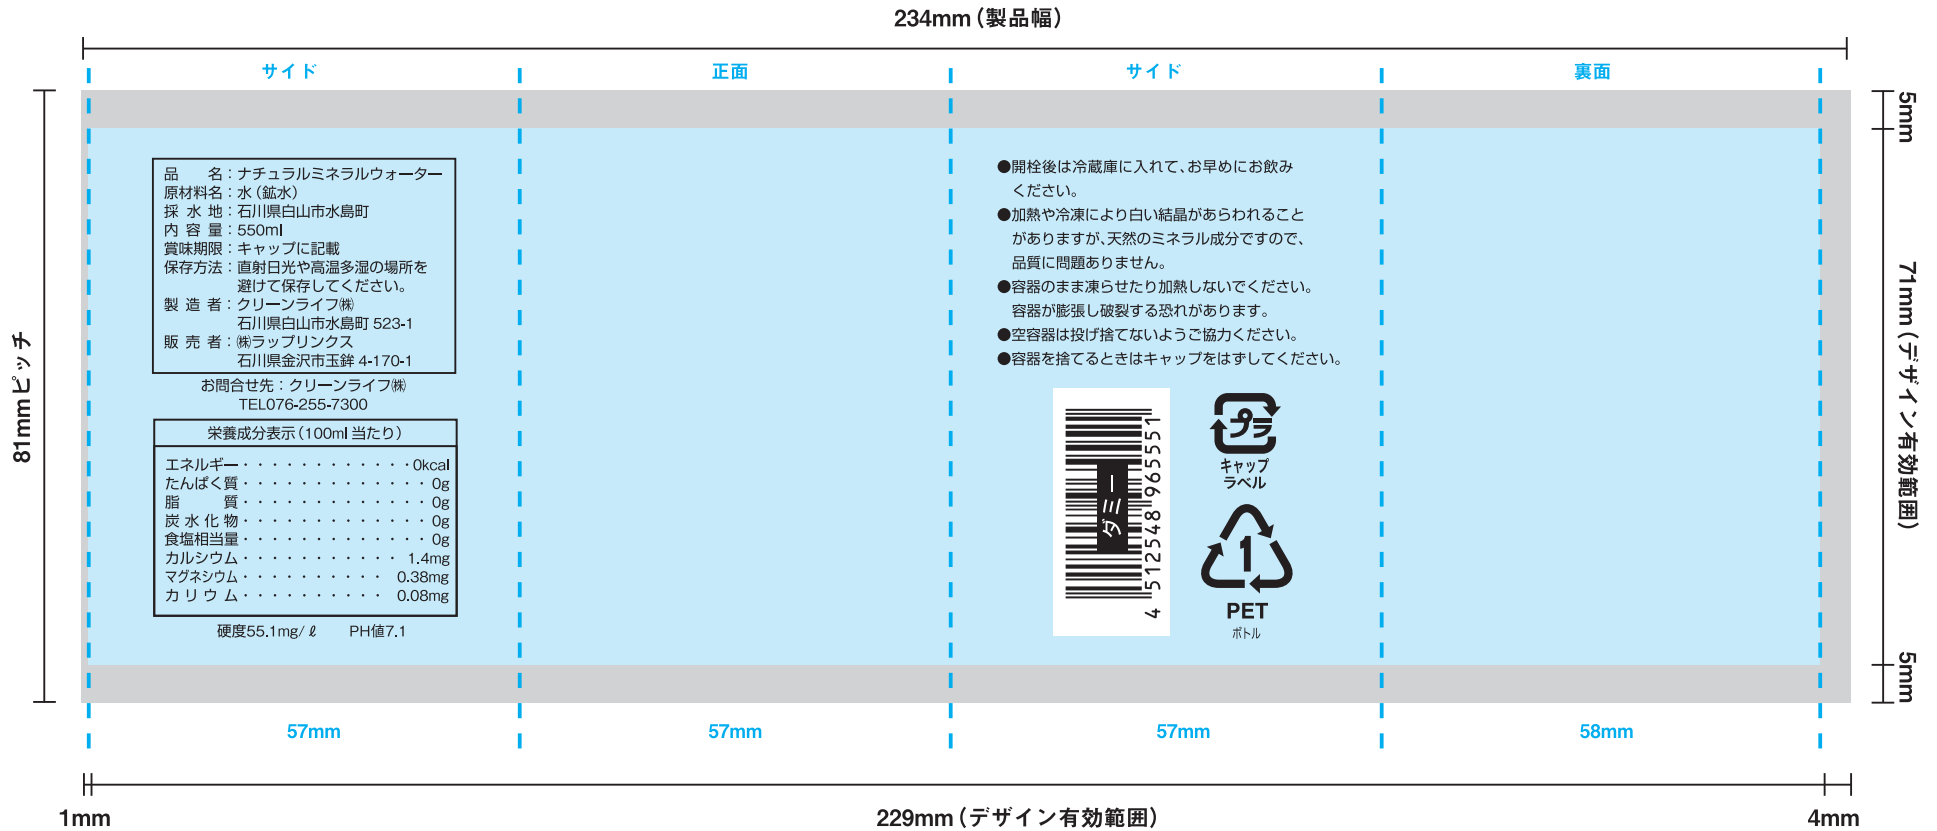 234mm（製品幅）
サイド
正面
サイド
裏面
5mm
71mm（デザイン有効範囲）
5mm
81mmピッチ
品　　名：ナチュラルミネラルウォーター
原材料名：水（鉱水）
採 水 地：石川県白山市水島町
内 容 量：550ml
賞味期限：キャップに記載
保存方法：直射日光や高温多湿の場所を
避けて保存してください。
製 造 者：クリーンライフ㈱
石川県白山市水島町 523-1
販 売 者：㈱ラップリンクス
石川県金沢市玉鉾 4-170-1
お問合せ先：クリーンライフ㈱
TEL076-255-7300
栄養成分表示（100ml 当たり）
エネルギー・・・・・・・・・・・・0kcal
たんぱく質・・・・・・・・・・・・・0g
脂　　質・・・・・・・・・・・・・0g
炭 水 化 物・・・・・・・・・・・・・0g
食塩相当量・・・・・・・・・・・・・0g
カルシウム・・・・・・・・・・・1.4mg
マグネシウム・・・・・・・・・・0.38mg
カ リ ウ ム・・・・・・・・・・0.08mg
硬度55.1mg/ℓ　PH値7.1
●開栓後は冷蔵庫に入れて、お早めにお飲み
ください。
●加熱や冷凍により白い結晶があらわれること
がありますが、天然のミネラル成分ですので、
品質に問題ありません。
●容器のまま凍らせたり加熱しないでください。
容器が膨張し破裂する恐れがあります。
●空容器は投げ捨てないようご協力ください。
●容器を捨てるときはキャップをはずしてください。
ダミー
4 512548 965551
プラ
キャップ
ラベル
1
PET
ボトル
57mm
57mm
57mm
58mm
1mm
229mm（デザイン有効範囲）
4mm